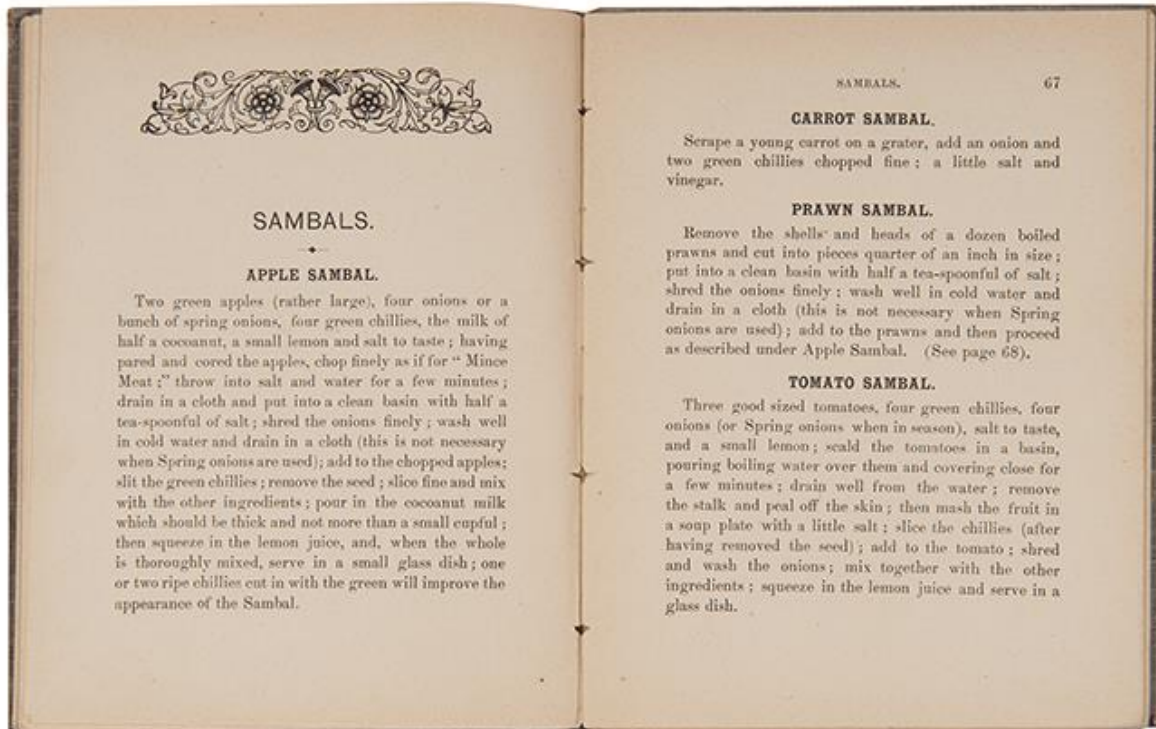 SAMBALS.
APPLE SAMBAL.
Two green apples (rather large), four onions or a
bunch of spring onions, four green chillies, the milk of
half a cocoanut, a small lemon and salt to taste ; having
pared and cored the apples, chop finely as if for “ Mince
Meat ;” throw into salt and water for a few minutes ;
drain in a cloth and put into a clean basin with half a
tea-spoonful of salt ; shred the onions finely ; wash well
in cold water and drain in a cloth (this is not necessary
when Spring onions are used) ; add to the chopped apples;
slit the green chillies ; remove the seed ; slice fine and mix
with the other ingredients ; pour in the cocoanut milk
which should be thick and not more than a small cupful ;
then squeeze in the lemon juice, and, when the whole
is thoroughly mixed, serve in a small glass dish ; one
or two ripe chillies cut in with the green will improve the
appearance of the Sambal.
SAMBALS. 67
CARROT SAMBAL.
Scrape a young carrot on a grater, add an onion and
two green chillies chopped fine ; a little salt and
vinegar.
PRAWN SAMBAL.
Remove the shells and heads of a dozen boiled
prawns and cut into pieces quarter of an inch in size ;
put into a clean basin with half a tea-spoonful of salt ;
shred the onions finely ; wash well in cold water and
drain in a cloth (this is not necessary when Spring
onions are used) ; add to the prawns and then proceed
as described under Apple Sambal. (See page 68).
TOMATO SAMBAL.
Three good sized tomatoes, four green chillies, four
onions (or Spring onions when in season), salt to taste,
and a small lemon ; scald the tomatoes in a basin,
pouring boiling water over them and covering close for
a few minutes ; drain well from the water ; remove
the stalk and peal off the skin ; then mash the fruit in
a soup plate with a little salt ; slice the chillies (after
having removed the seed) ; add to the tomato ; shred
and wash the onions ; mix together with the other
ingredients ; squeeze in the lemon juice and serve in a
glass dish.